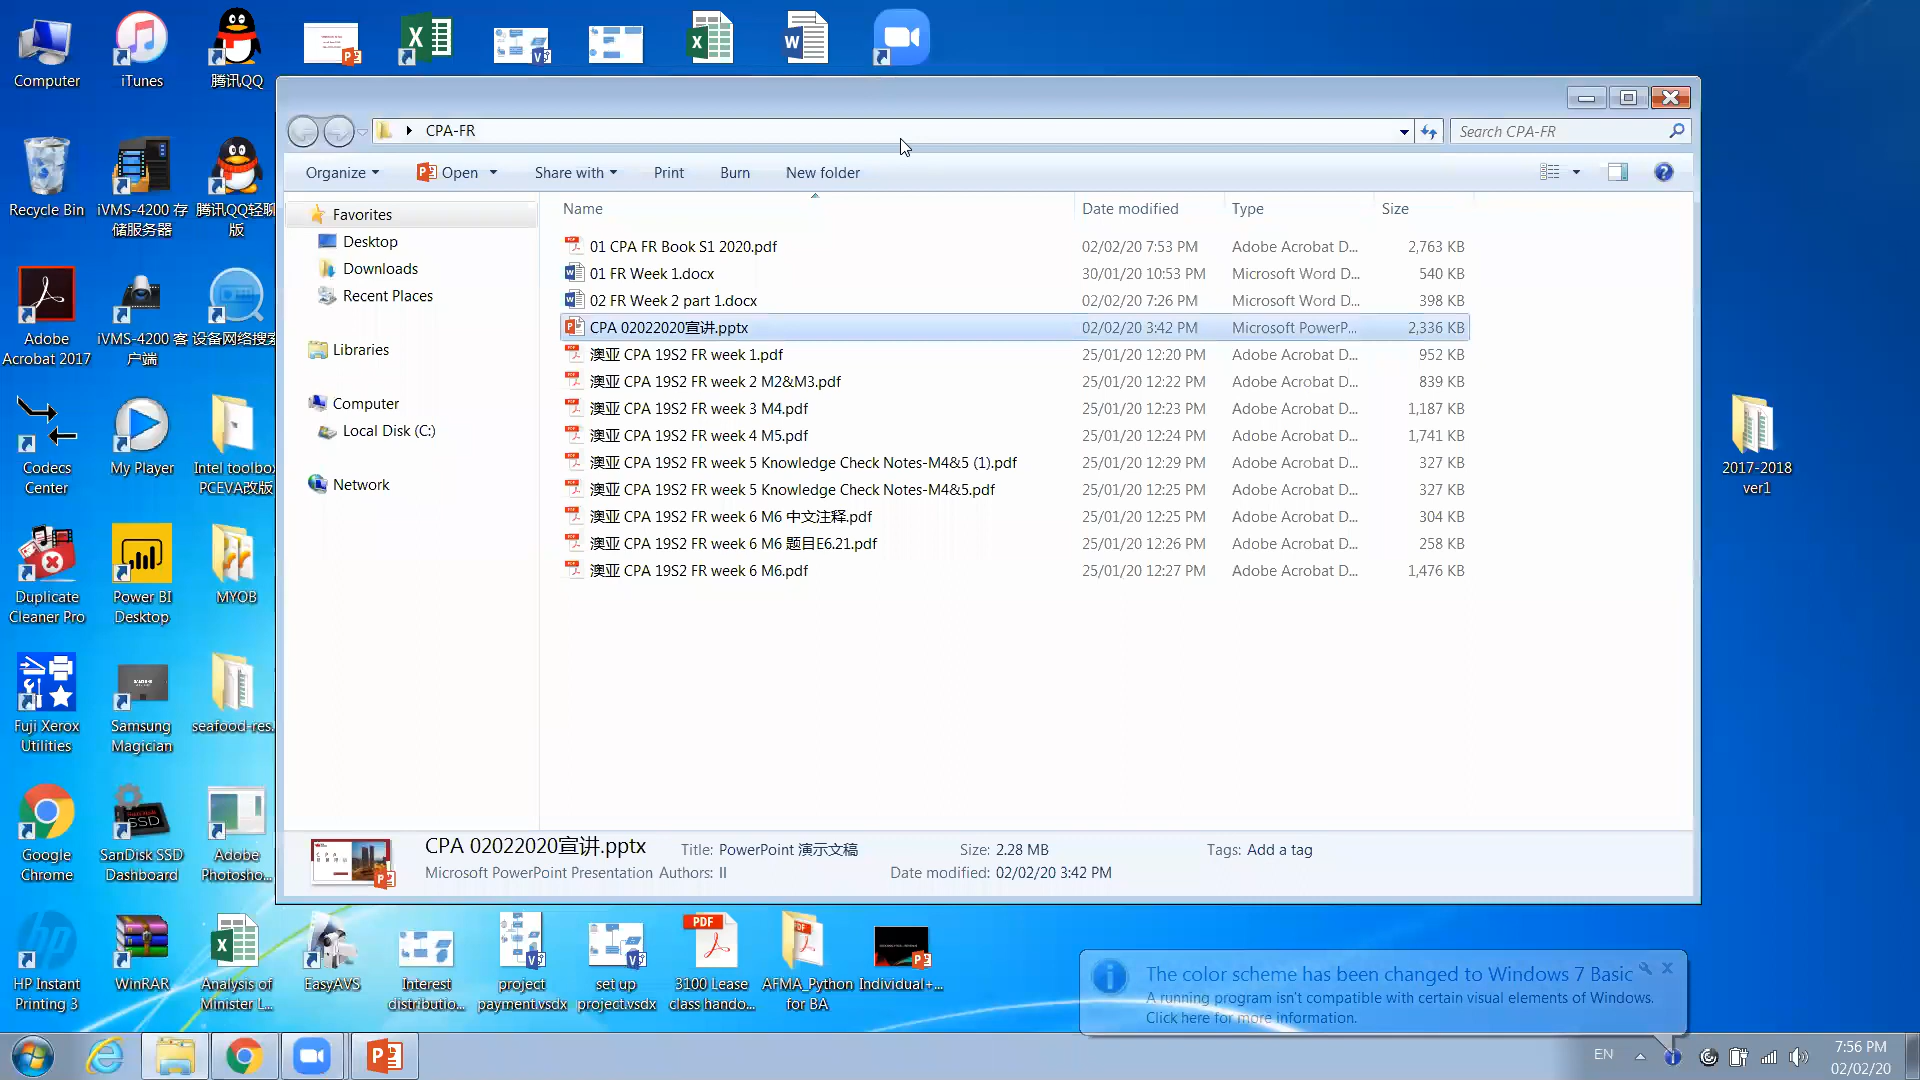 Computer
iTunes
腾讯QQ
CPA-FR
Search CPA-FR
Organize
Open
Share with
Print
Burn
New folder
Recycle Bin
iVMS-4200 存
储服务器
腾讯QQ轻聊
版
Favorites
Desktop
Downloads
Recent Places
Libraries
Computer
Local Disk (C:)
Network
Name Date modified Type Size
01 CPA FR Book S1 2020.pdf 02/02/20 7:53 PM Adobe Acrobat D... 2,763 KB
01 FR Week 1.docx 30/01/20 10:53 PM Microsoft Word D... 540 KB
02 FR Week 2 part 1.docx 02/02/20 7:26 PM Microsoft Word D... 398 KB
CPA 02022020宣讲.pptx 02/02/20 3:42 PM Microsoft PowerP... 2,336 KB
澳亚 CPA 19S2 FR week 1.pdf 25/01/20 12:20 PM Adobe Acrobat D... 952 KB
澳亚 CPA 19S2 FR week 2 M2&M3.pdf 25/01/20 12:22 PM Adobe Acrobat D... 839 KB
澳亚 CPA 19S2 FR week 3 M4.pdf 25/01/20 12:23 PM Adobe Acrobat D... 1,187 KB
澳亚 CPA 19S2 FR week 4 M5.pdf 25/01/20 12:24 PM Adobe Acrobat D... 1,741 KB
澳亚 CPA 19S2 FR week 5 Knowledge Check Notes-M4&5 (1).pdf 25/01/20 12:29 PM Adobe Acrobat D... 327 KB
澳亚 CPA 19S2 FR week 5 Knowledge Check Notes-M4&5.pdf 25/01/20 12:25 PM Adobe Acrobat D... 327 KB
澳亚 CPA 19S2 FR week 6 M6 中文注释.pdf 25/01/20 12:25 PM Adobe Acrobat D... 304 KB
澳亚 CPA 19S2 FR week 6 M6 题目E6.21.pdf 25/01/20 12:26 PM Adobe Acrobat D... 258 KB
澳亚 CPA 19S2 FR week 6 M6.pdf 25/01/20 12:27 PM Adobe Acrobat D... 1,476 KB
Adobe
Acrobat 2017
iVMS-4200 客
户端
设备网络搜索
Codecs
Center
My Player
Intel toolbox
PCEVA改版
2017-2018
ver1
Duplicate
Cleaner Pro
Power BI
Desktop
MYOB
Fuji Xerox
Utilities
Samsung
Magician
seafood-res.
Google
Chrome
SanDisk SSD
Dashboard
Adobe
Photosho...
CPA 02022020宣讲.pptx Title: PowerPoint 演示文稿 Size: 2.28 MB Tags: Add a tag
Microsoft PowerPoint Presentation Authors: II Date modified: 02/02/20 3:42 PM
HP Instant
Printing 3
WinRAR
Analysis of
Minister L...
EasyAVS
Interest
distributio...
project
payment.vsdx
set up
project.vsdx
PDF
3100 Lease
class hando...
AFMA_Python
for BA
Individual+...
The color scheme has been changed to Windows 7 Basic
A running program isn't compatible with certain visual elements of Windows.
Click here for more information.
EN
7:56 PM
02/02/20